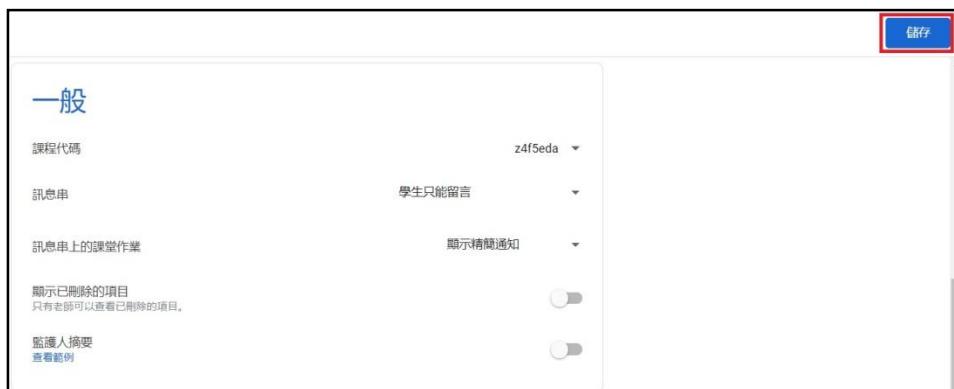 儲存
一般
課程代碼
z4f5eda
訊息串
學生只能留言
訊息串上的課堂作業
顯示精簡通知
顯示已刪除的項目
只有老師可以查看已刪除的項目。
監護人摘要
查看範例